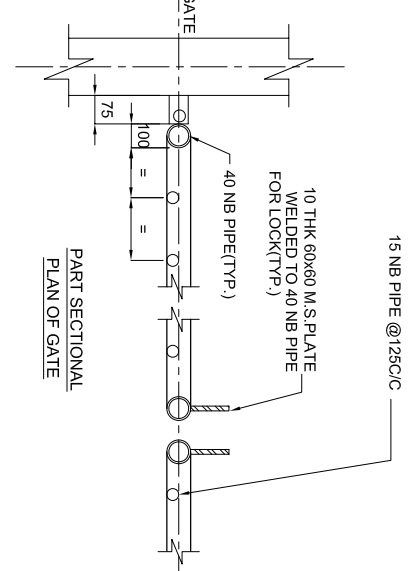 GATE
75
100
=
=
40 NB PIPE(TYP.)
10 THK 60x60 M.S.PLATE
WELDED TO 40 NB PIPE
FOR LOCK(TYP.)
15 NB PIPE @125C/C
PART SECTIONAL
PLAN OF GATE